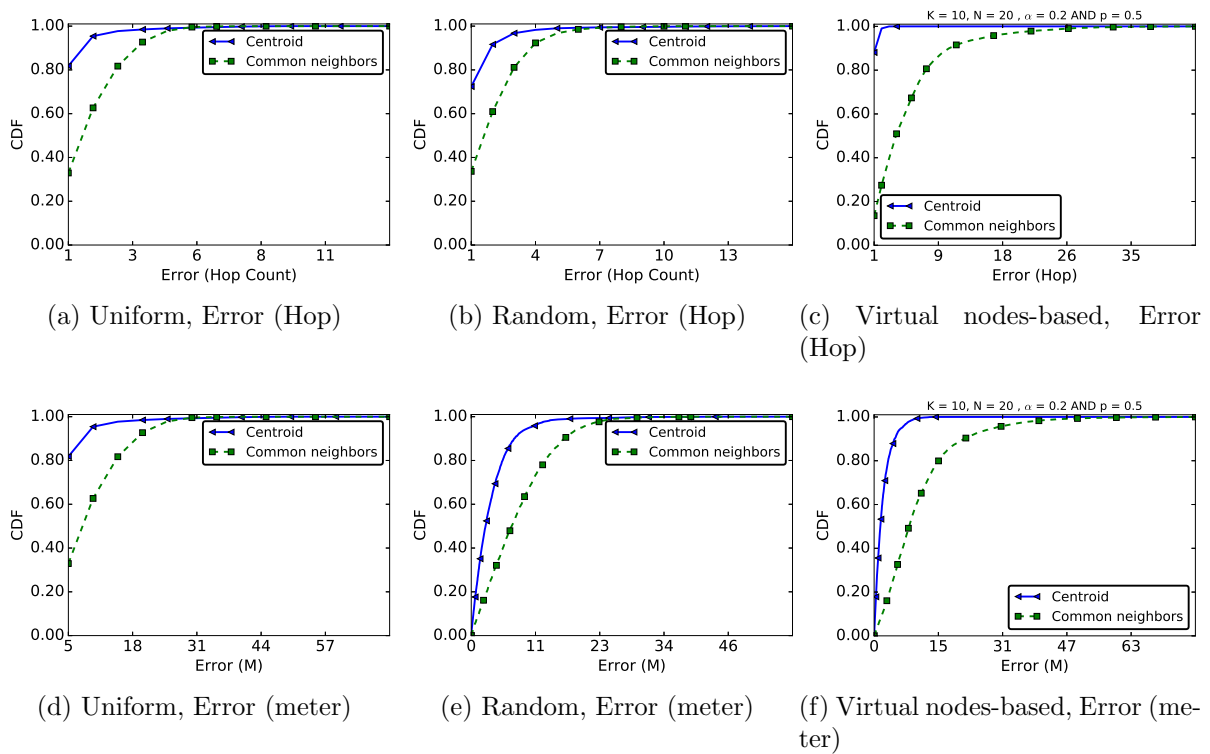 1.00
0.80
0.60
0.40
0.20
0.00
CDF
Centroid
Common neighbors
1 3 6 8 11
Error (Hop Count)
(a) Uniform, Error (Hop)
1.00
0.80
0.60
0.40
0.20
0.00
CDF
Centroid
Common neighbors
1 4 7 10 13
Error (Hop Count)
(b) Random, Error (Hop)
K = 10, N = 20 , α = 0.2 AND p = 0.5
1.00
0.80
0.60
0.40
0.20
0.00
CDF
Centroid
Common neighbors
1 9 18 26 35
Error (Hop)
(c) Virtual nodes-based, Error
(Hop)
1.00
0.80
0.60
0.40
0.20
0.00
CDF
Centroid
Common neighbors
5 18 31 44 57
Error (M)
(d) Uniform, Error (meter)
1.00
0.80
0.60
0.40
0.20
0.00
CDF
Centroid
Common neighbors
0 11 23 34 46
Error (M)
(e) Random, Error (meter)
K = 10, N = 20 , α = 0.2 AND p = 0.5
1.00
0.80
0.60
0.40
0.20
0.00
CDF
Centroid
Common neighbors
0 15 31 47 63
Error (M)
(f) Virtual nodes-based, Error (me-
ter)